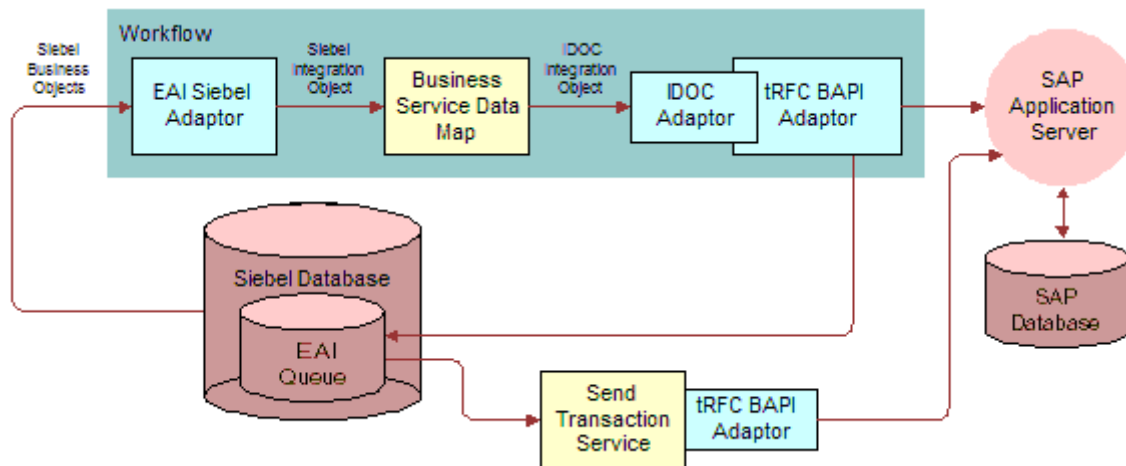 Workflow
Siebel
Business
Objects
EAI Siebel
Adaptor
Siebel
Integration
Object
Business
Service Data
Map
IDOC
Integration
Object
IDOC
Adaptor
tRFC BAPI
Adaptor
SAP
Application
Server
Siebel Database
EAI
Queue
SAP
Database
Send
Transaction
Service
tRFC BAPI
Adaptor